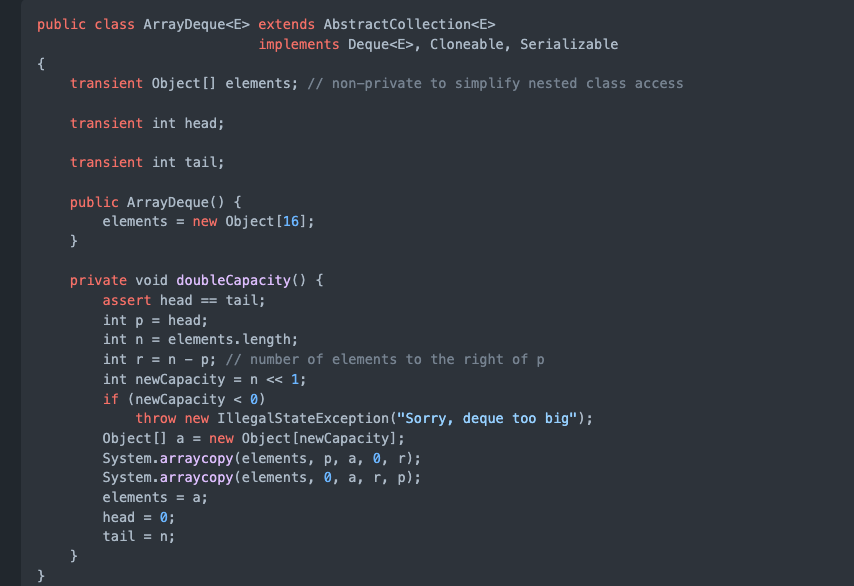 public class ArrayDeque<E> extends AbstractCollection<E>
                           implements Deque<E>, Cloneable, Serializable
{
    transient Object[] elements; // non-private to simplify nested class access

    transient int head;

    transient int tail;

    public ArrayDeque() {
        elements = new Object[16];
    }

    private void doubleCapacity() {
        assert head == tail;
        int p = head;
        int n = elements.length;
        int r = n - p; // number of elements to the right of p
        int newCapacity = n << 1;
        if (newCapacity < 0)
            throw new IllegalStateException("Sorry, deque too big");
        Object[] a = new Object[newCapacity];
        System.arraycopy(elements, p, a, 0, r);
        System.arraycopy(elements, 0, a, r, p);
        elements = a;
        head = 0;
        tail = n;
    }
}